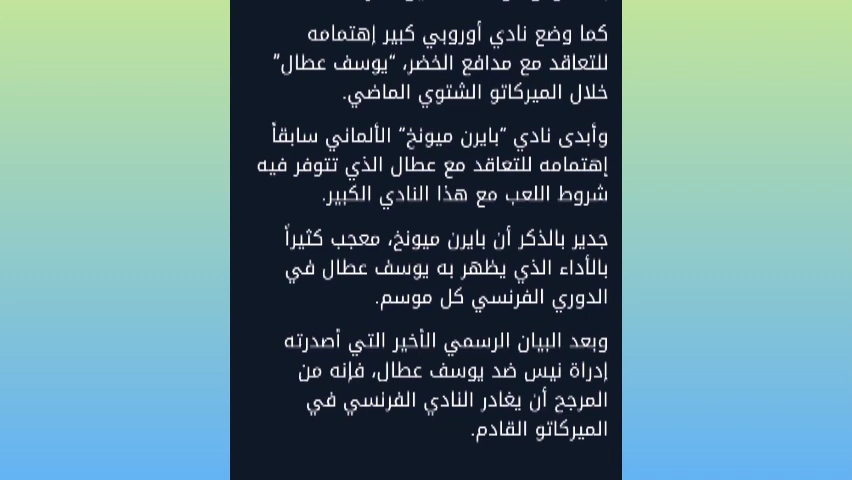 كما وضع نادي أوروبي كبير إهتمامه
للتعاقد مع مدافع الخضر، “يوسف عطال”
خلال الميركاتو الشتوي الماضي.
وأبدى نادي “بايرن ميونخ” الألماني سابقاً
إهتمامه للتعاقد مع عطال الذي تتوفر فيه
شروط اللعب مع هذا النادي الكبير.
جدير بالذكر أن بايرن ميونخ، معجب كثيراً
بالأداء الذي يظهر به يوسف عطال في
الدوري الفرنسي كل موسم.
وبعد البيان الرسمي الأخير التي أصدرته
إدراة نيس ضد يوسف عطال، فإنه من
المرجح أن يغادر النادي الفرنسي في
الميركاتو القادم.